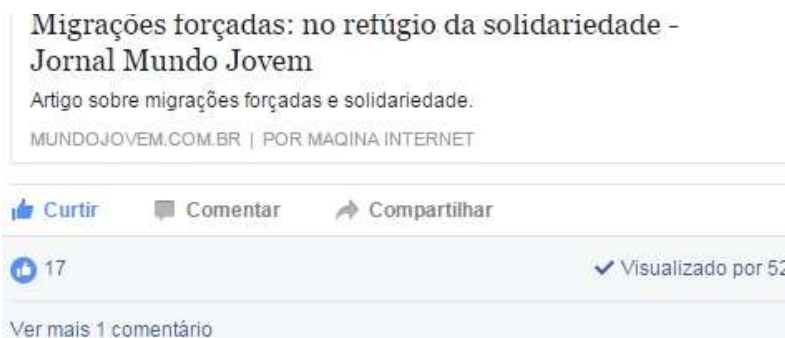 Migrações forçadas: no refúgio da solidariedade -
Jornal Mundo Jovem
Artigo sobre migrações forçadas e solidariedade.
MUNDOJOVEM.COM.BR | POR MAQINA INTERNET
Curtir Comentar Compartilhar
17 Visualizado por 52
Ver mais 1 comentário